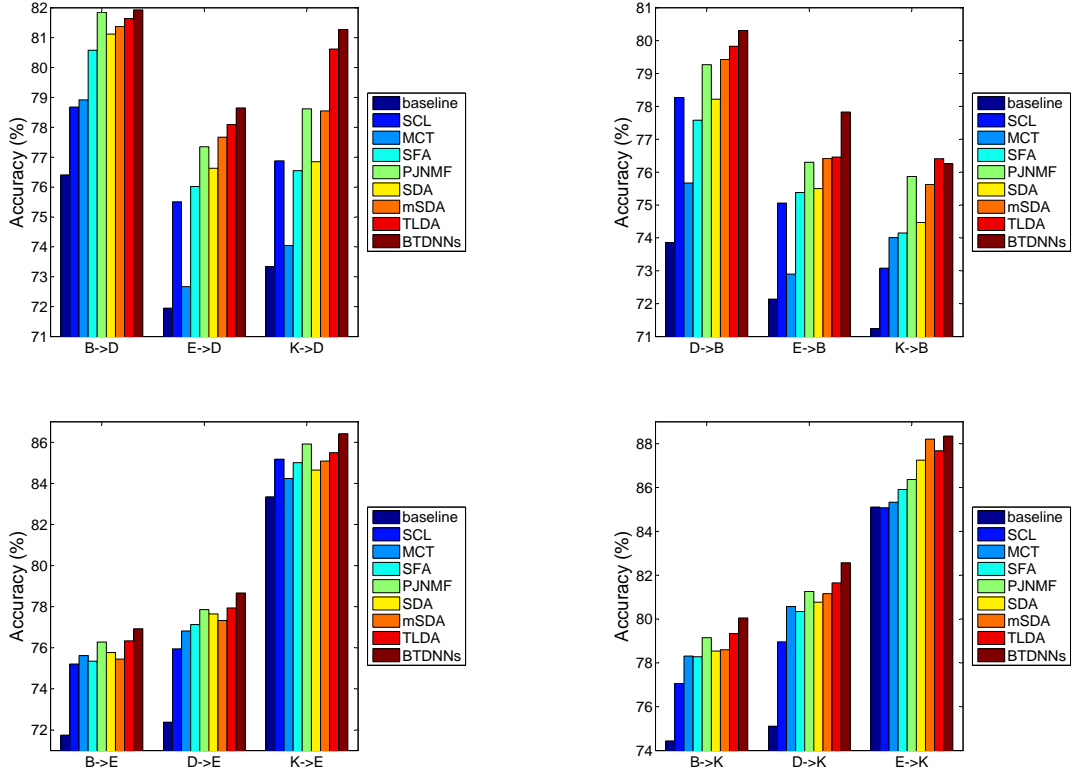 82
81
80
79
78
77
76
75
74
73
72
71
Accuracy (%)
B->D
E->D
K->D
baseline
SCL
MCT
SFA
PJNMF
SDA
mSDA
TLDA
BTDNNs
81
80
79
78
77
76
75
74
73
72
71
Accuracy (%)
D->B
E->B
K->B
baseline
SCL
MCT
SFA
PJNMF
SDA
mSDA
TLDA
BTDNNs
86
84
82
80
78
76
74
72
Accuracy (%)
B->E
D->E
K->E
baseline
SCL
MCT
SFA
PJNMF
SDA
mSDA
TLDA
BTDNNs
88
86
84
82
80
78
76
74
Accuracy (%)
B->K
D->K
E->K
baseline
SCL
MCT
SFA
PJNMF
SDA
mSDA
TLDA
BTDNNs